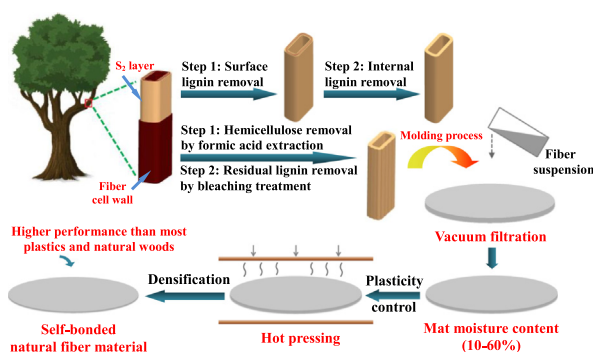 S₂ layer
Step 1: Surface
lignin removal
Step 2: Internal
lignin removal
Step 1: Hemicellulose removal
by formic acid extraction
Step 2: Residual lignin removal
by bleaching treatment
Fiber
cell wall
Molding process
Fiber
suspension
Vacuum filtration
Higher performance than most
plastics and natural woods
Densification
Plasticity
control
Self-bonded
natural fiber material
Hot pressing
Mat moisture content
(10-60%)